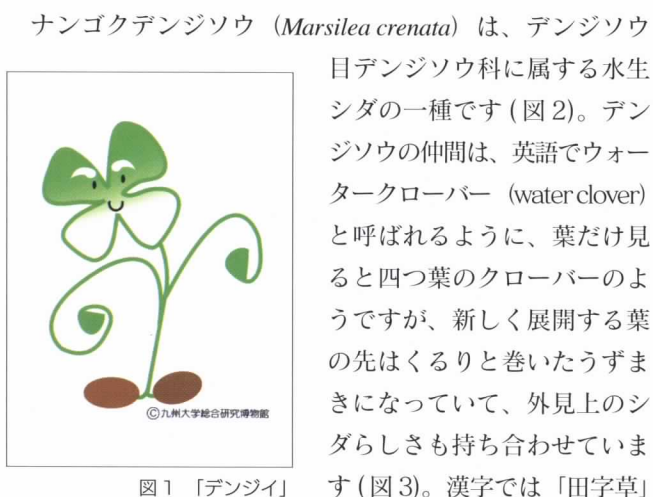 ナンゴクデンジソウ (Marsilea crenata) は、デンジソウ
目デンジソウ科に属する水生
シダの一種です(図2)。デン
ジソウの仲間は、英語でウォー
タークローバー (water clover)
と呼ばれるように、葉だけ見
ると四つ葉のクローバーのよ
うですが、新しく展開する葉
の先はくるりと巻いたうずま
きになっていて、外見上のシ
ダらしさも持ち合わせていま
す(図3)。漢字では「田字草」
©九州大学総合研究博物館
図1 「デンジイ」